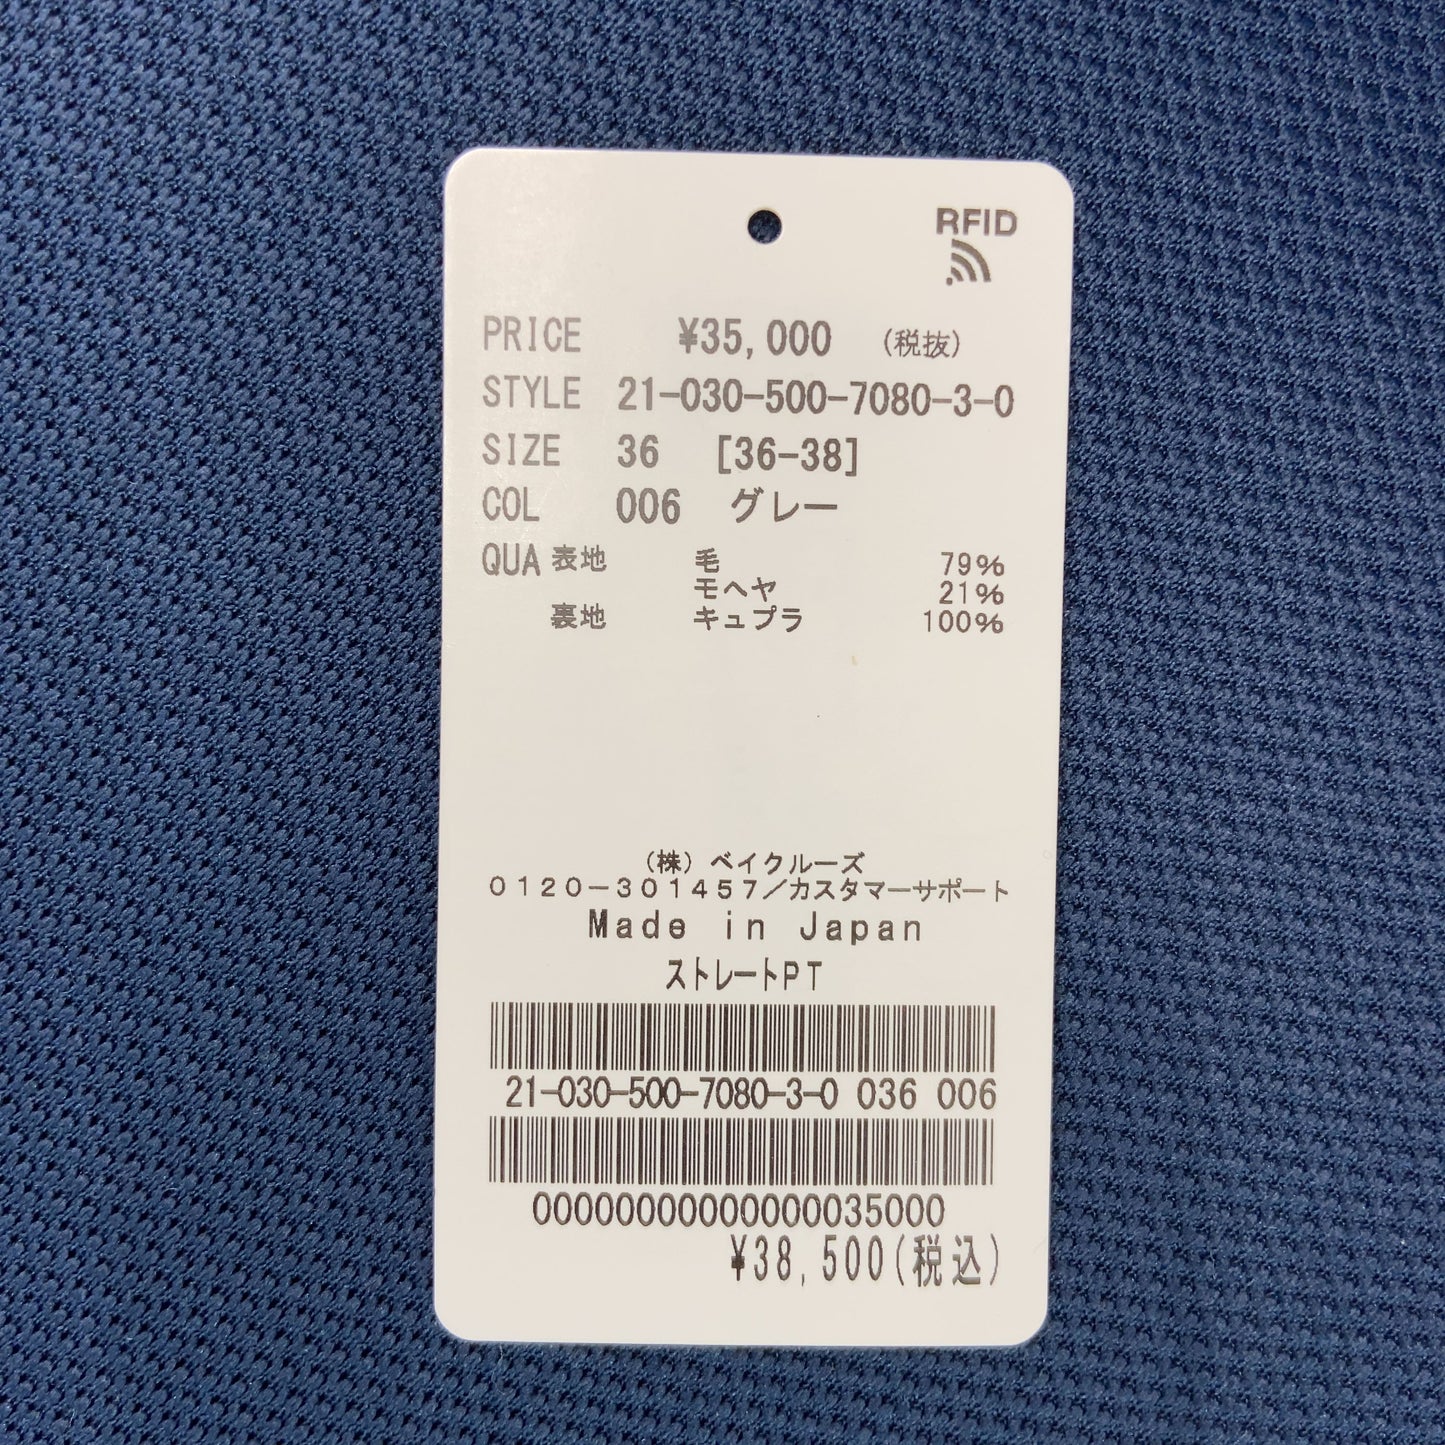 RFID
PRICE ¥35,000 (税抜)
STYLE 21-030-500-7080-3-0
SIZE 36 [36-38]
COL 006 グレー
QUA 表地 毛 79%
モヘヤ 21%
裏地 キュプラ 100%
(株) ベイクルーズ
0120-301457/カスタマーサポート
Made in Japan
ストレートPT
21-030-500-7080-3-0 036 006
00000000000000035000
¥38,500(税込)